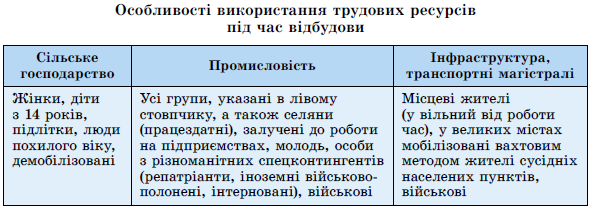 Особливості використання трудових ресурсів
під час відбудови
Сільське
господарство
Промисловість
Інфраструктура,
транспортні магістралі
Жінки, діти
з 14 років,
підлітки, люди
похилого віку,
демобілізовані
Усі групи, указані в лівому
стовпчику, а також селяни
(працездатні), залучені до роботи
на підприємствах, молодь, особи
з різноманітних спецконтингентів
(репатріанти, іноземні військово-
полонені, інтерновані), військові
Місцеві жителі
(у вільний від роботи
час), у великих містах
мобілізовані вахтовим
методом жителі сусідніх
населених пунктів,
військові